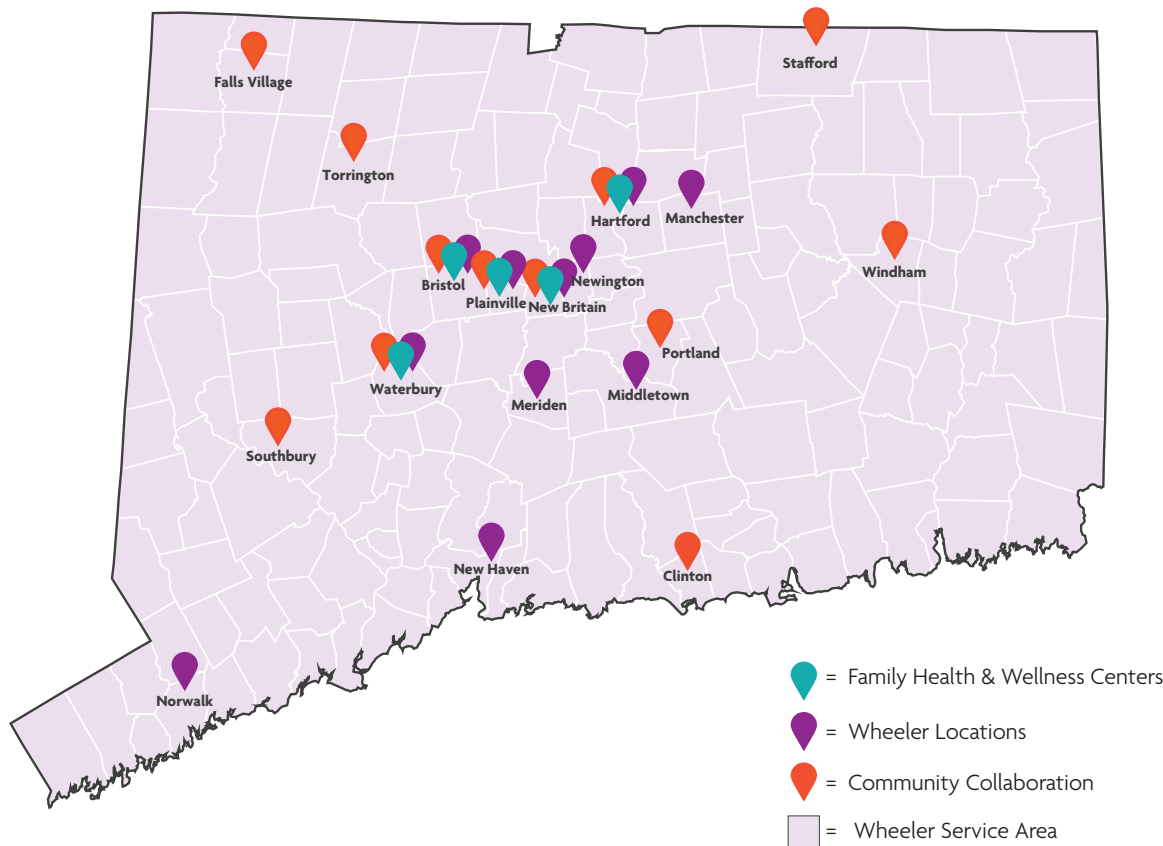 Stafford
Falls Village
Torrington
Hartford
Manchester
Windham
Bristol
Newington
Plainville
New Britain
Portland
Waterbury
Meriden
Middletown
Southbury
New Haven
Clinton
Norwalk
= Family Health & Wellness Centers
= Wheeler Locations
= Community Collaboration
= Wheeler Service Area